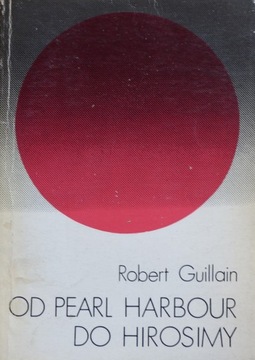 Robert Guillain
OD PEARL HARBOUR
DO HIROSIMY